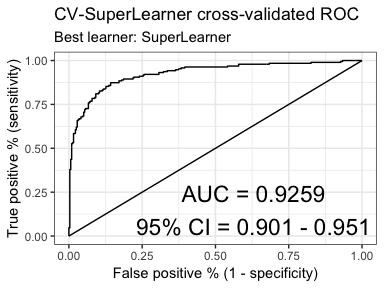 CV-SuperLearner cross-validated ROC
Best learner: SuperLearner
True positive % (sensitivity)
1.00
0.75
0.50
0.25
0.00
AUC = 0.9259
95% CI = 0.901 - 0.951
0.00 0.25 0.50 0.75 1.00
False positive % (1 - specificity)